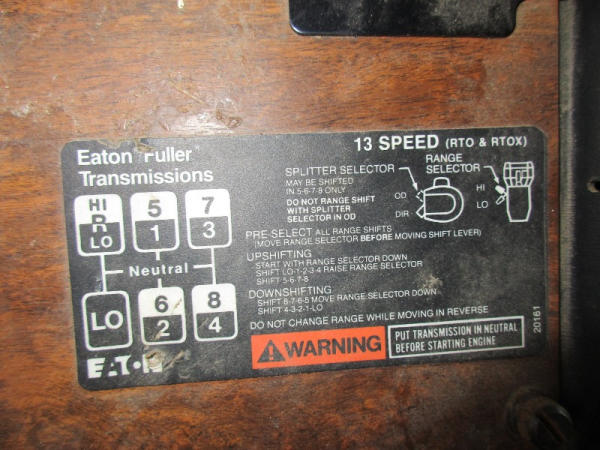 Eaton Fuller
Transmissions
13 SPEED (RTO & RTOX)
SPLITTER SELECTOR
MAY BE SHIFTED
IN 5-6-7-8 ONLY
DO NOT RANGE SHIFT
WITH SPLITTER
SELECTOR IN OD
OD
DIR
RANGE
SELECTOR
HI
LO
HI
R
LO
5
1
7
3
Neutral
LO
6
2
8
4
PRE-SELECT ALL RANGE SHIFTS
(MOVE RANGE SELECTOR BEFORE MOVING SHIFT LEVER)
UPSHIFTING
START WITH RANGE SELECTOR DOWN
SHIFT LO-1-2-3-4 RAISE RANGE SELECTOR
SHIFT 5-6-7-8
DOWNSHIFTING
SHIFT 8-7-6-5 MOVE RANGE SELECTOR DOWN
SHIFT 4-3-2-1-LO
DO NOT CHANGE RANGE WHILE MOVING IN REVERSE
EATON
WARNING
PUT TRANSMISSION IN NEUTRAL
BEFORE STARTING ENGINE
20161